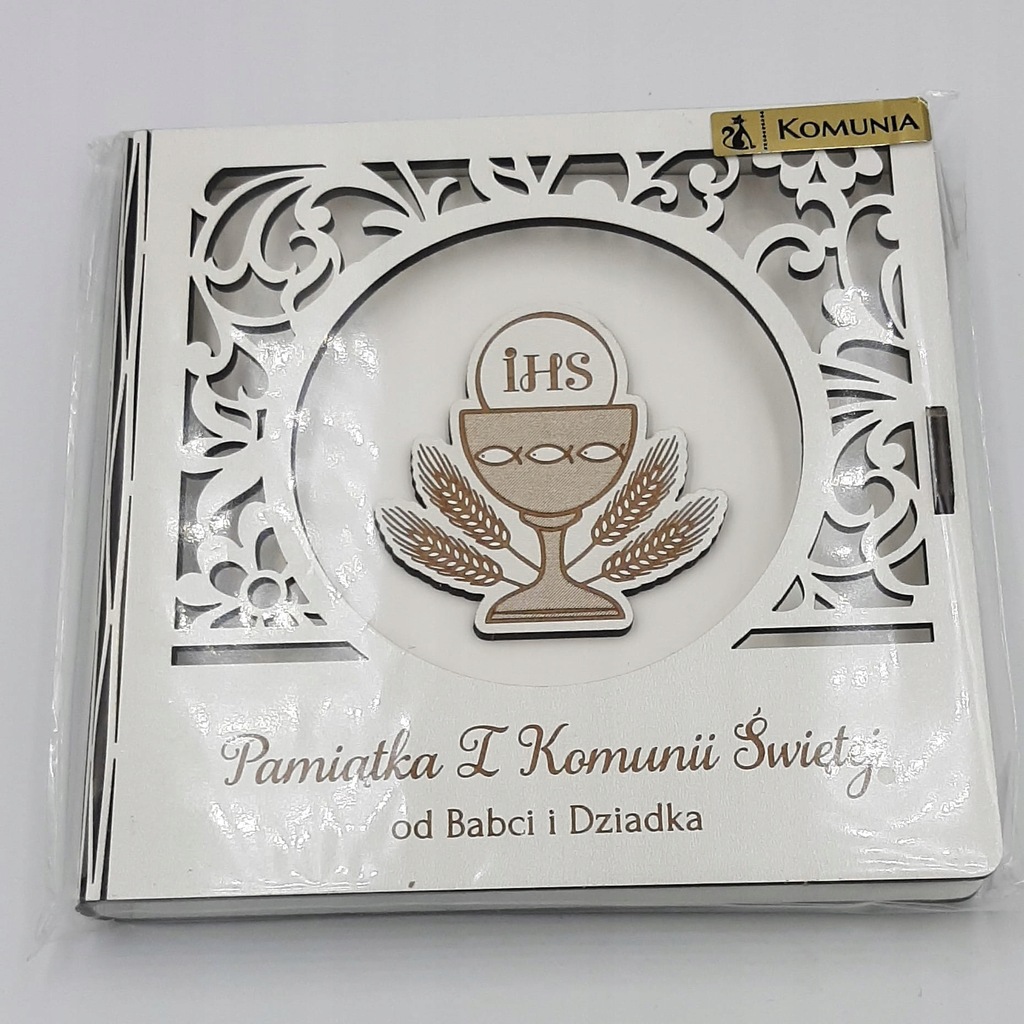 KOMUNIA
IHS
Pamiątka I Komunii Świętej
od Babci i Dziadka